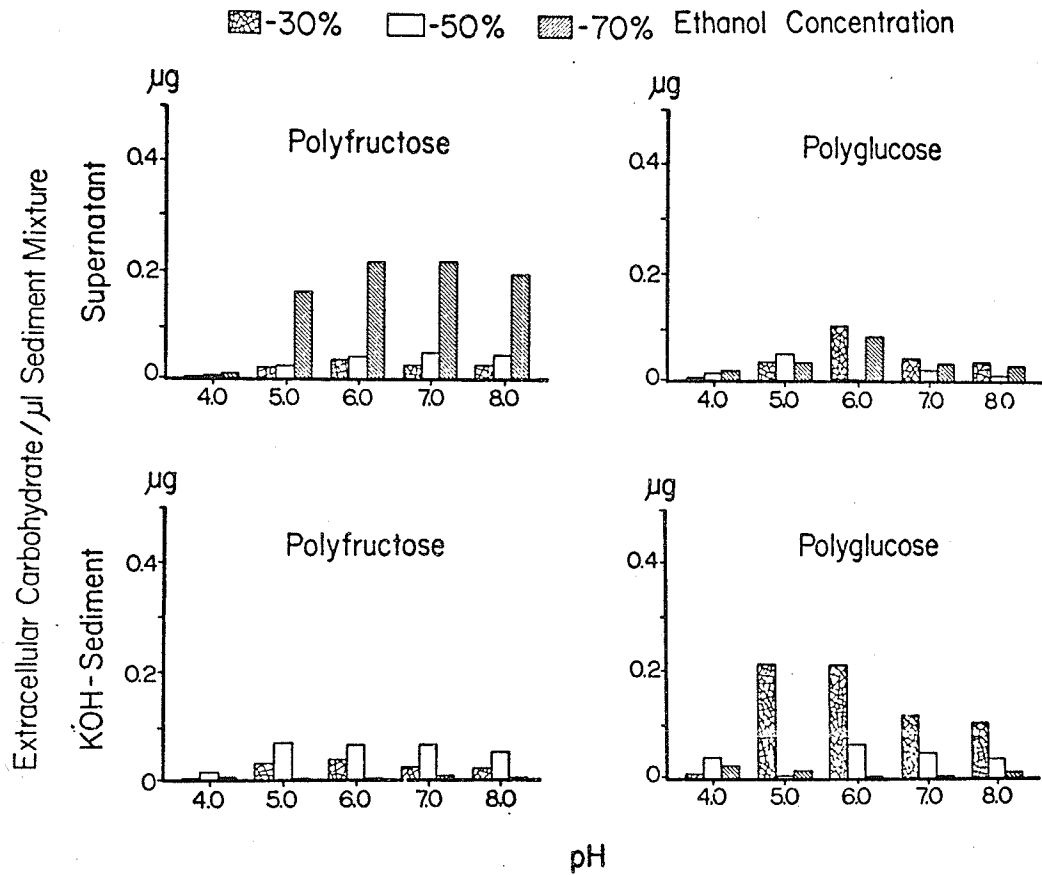 -30% -50% -70% Ethanol Concentration
Extracellular Carbohydrate/µl Sediment Mixture
Supernatant
µg
Polyfructose
0.4
0.2
0
4.0 5.0 6.0 7.0 8.0
µg
Polyglucose
0.4
0.2
0
4.0 5.0 6.0 7.0 8.0
KOH-Sediment
µg
Polyfructose
0.4
0.2
0
4.0 5.0 6.0 7.0 8.0
µg
Polyglucose
0.4
0.2
0
4.0 5.0 6.0 7.0 8.0
pH